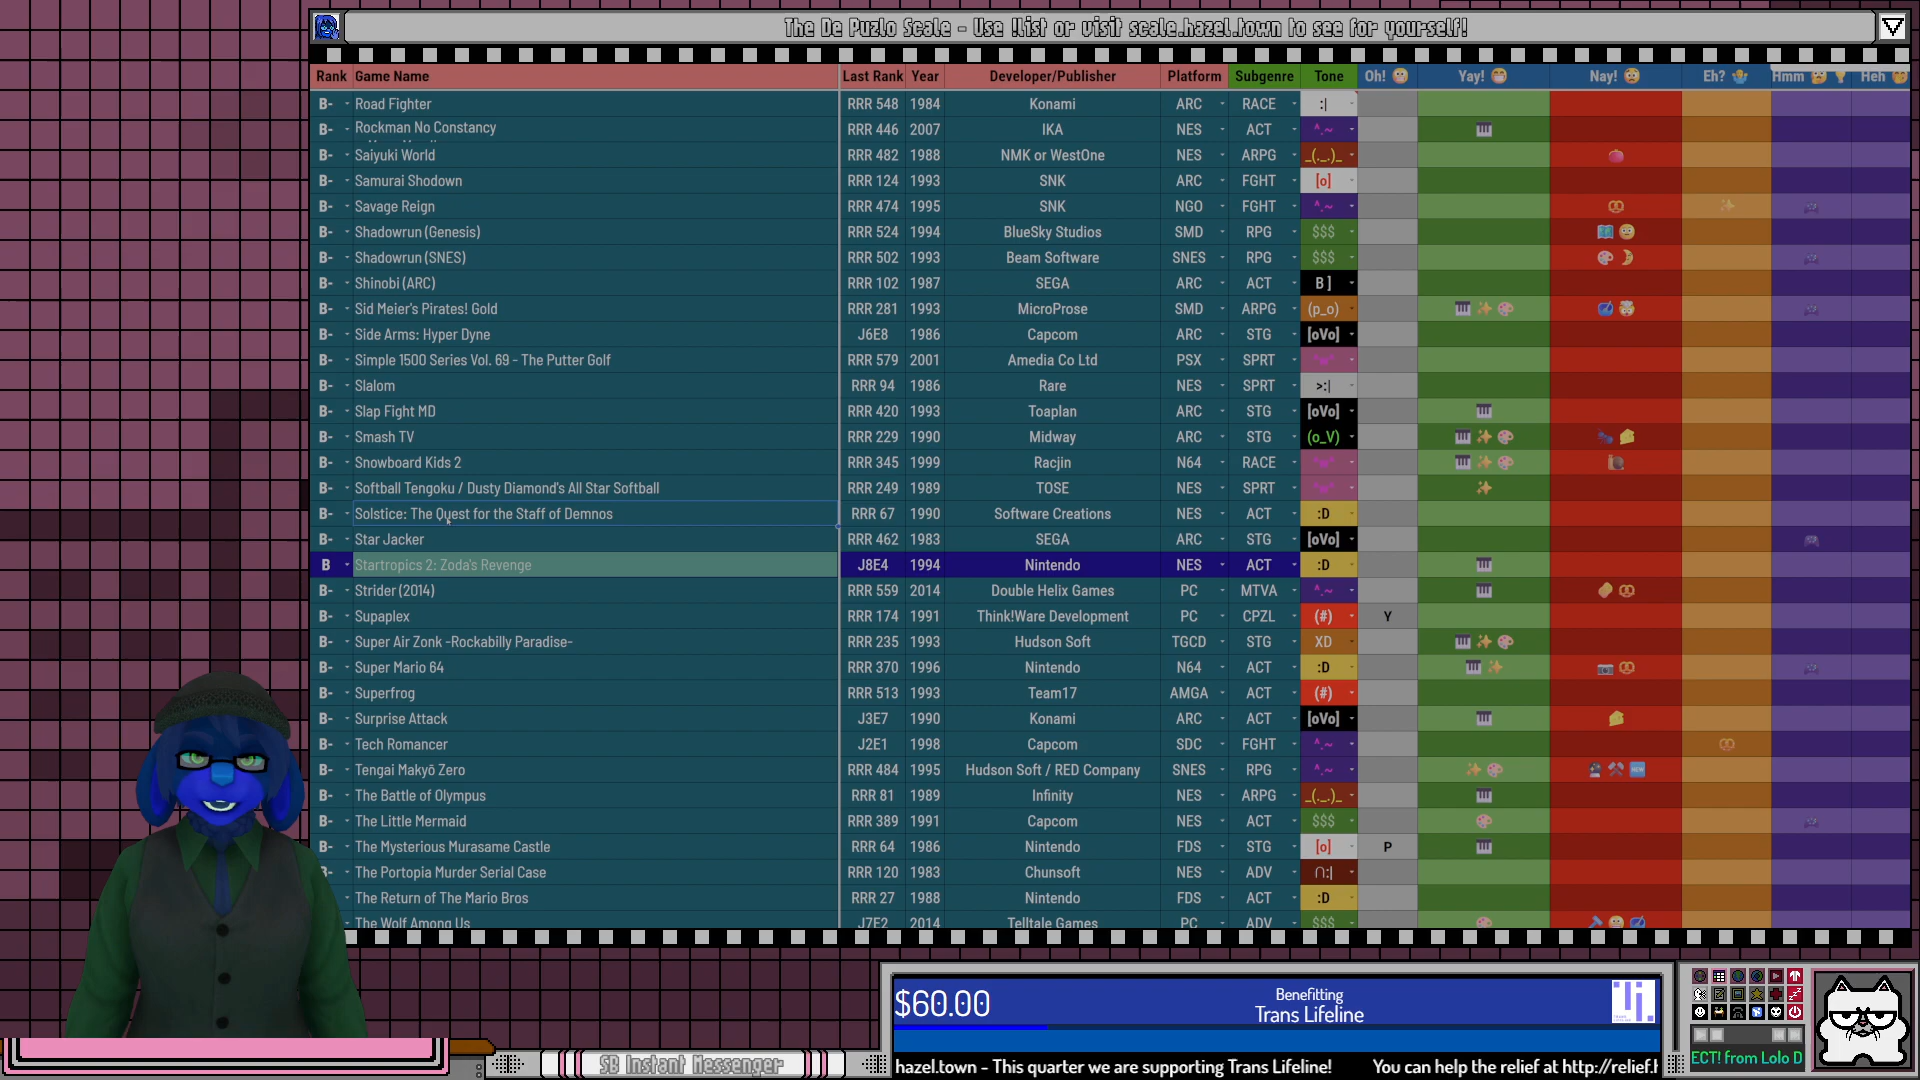 The De Puzlo Scale - Use !list or visit scale.hazel.town to see for yourself!
Rank Game Name Last Rank Year Developer/Publisher Platform Subgenre Tone Oh! Yay! Nay! Eh? Hmm Heh
B- Road Fighter RRR 548 1984 Konami ARC RACE :|
B- Rockman No Constancy RRR 446 2007 IKA NES ACT ^.~
B- Saiyuki World RRR 482 1988 NMK or WestOne NES ARPG _(._.)_
B- Samurai Shodown RRR 124 1993 SNK ARC FGHT [o]
B- Savage Reign RRR 474 1995 SNK NGO FGHT ^.~
B- Shadowrun (Genesis) RRR 524 1994 BlueSky Studios SMD RPG $$$
B- Shadowrun (SNES) RRR 502 1993 Beam Software SNES RPG $$$
B- Shinobi (ARC) RRR 102 1987 SEGA ARC ACT B ]
B- Sid Meier's Pirates! Gold RRR 281 1993 MicroProse SMD ARPG (p_o)
B- Side Arms: Hyper Dyne J6E8 1986 Capcom ARC STG [oVo]
B- Simple 1500 Series Vol. 69 - The Putter Golf RRR 579 2001 Amedia Co Ltd PSX SPRT
B- Slalom RRR 94 1986 Rare NES SPRT >:|
B- Slap Fight MD RRR 420 1993 Toaplan ARC STG [oVo]
B- Smash TV RRR 229 1990 Midway ARC STG (o_V)
B- Snowboard Kids 2 RRR 345 1999 Racjin N64 RACE
B- Softball Tengoku / Dusty Diamond's All Star Softball RRR 249 1989 TOSE NES SPRT
B- Solstice: The Quest for the Staff of Demnos RRR 67 1990 Software Creations NES ACT :D
B- Star Jacker RRR 462 1983 SEGA ARC STG [oVo]
B Startropics 2: Zoda's Revenge J8E4 1994 Nintendo NES ACT :D
B- Strider (2014) RRR 559 2014 Double Helix Games PC MTVA ^.~
B- Supaplex RRR 174 1991 Think!Ware Development PC CPZL (#) Y
B- Super Air Zonk -Rockabilly Paradise- RRR 235 1993 Hudson Soft TGCD STG XD
B- Super Mario 64 RRR 370 1996 Nintendo N64 ACT :D
B- Superfrog RRR 513 1993 Team17 AMGA ACT (#)
B- Surprise Attack J3E7 1990 Konami ARC ACT [oVo]
B- Tech Romancer J2E1 1998 Capcom SDC FGHT ^.~
B- Tengai Makyō Zero RRR 484 1995 Hudson Soft / RED Company SNES RPG ^.~
B- The Battle of Olympus RRR 81 1989 Infinity NES ARPG _(._.)_
B- The Little Mermaid RRR 389 1991 Capcom NES ACT $$$
B- The Mysterious Murasame Castle RRR 64 1986 Nintendo FDS STG [o] P
B- The Portopia Murder Serial Case RRR 120 1983 Chunsoft NES ADV ∩:|
The Return of The Mario Bros RRR 27 1988 Nintendo FDS ACT :D
The Wolf Among Us J7E2 2014 Telltale Games PC ADV $$$
$60.00
Benefitting
Trans Lifeline
SB Instant Messenger
hazel.town - This quarter we are supporting Trans Lifeline! You can help the relief at http://relief.
ECT! from Lolo D